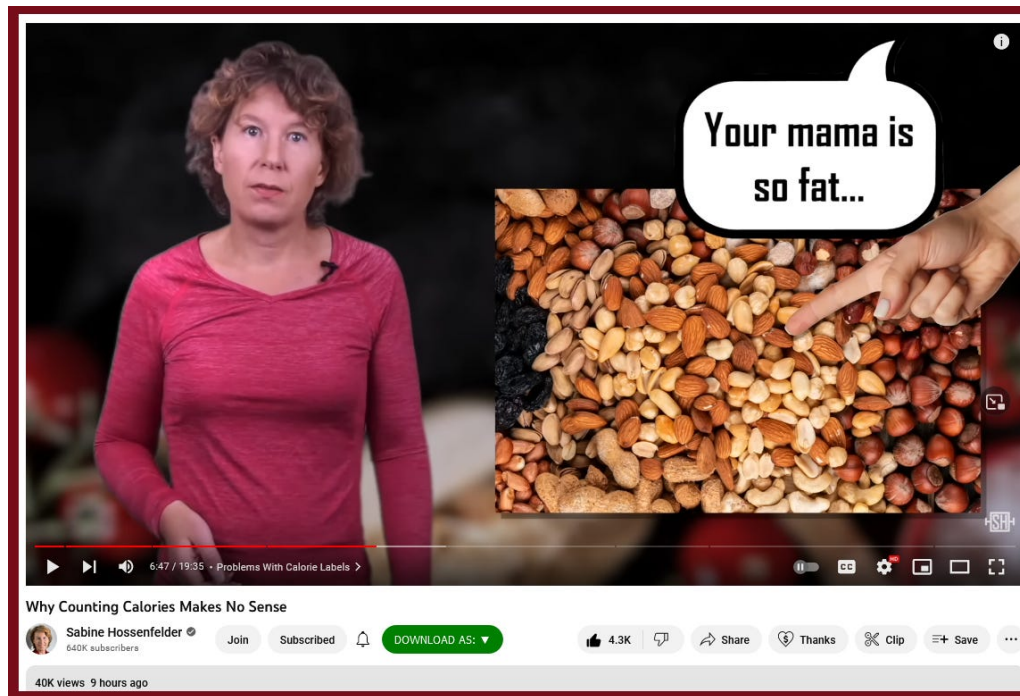 Your mama is
so fat...
SH
6:47 / 19:35 • Problems With Calorie Labels >
CC
HD
Why Counting Calories Makes No Sense
Sabine Hossenfelder
640K subscribers
Join
Subscribed
DOWNLOAD AS: ▼
4.3K
Share
Thanks
Clip
Save
40K views 9 hours ago